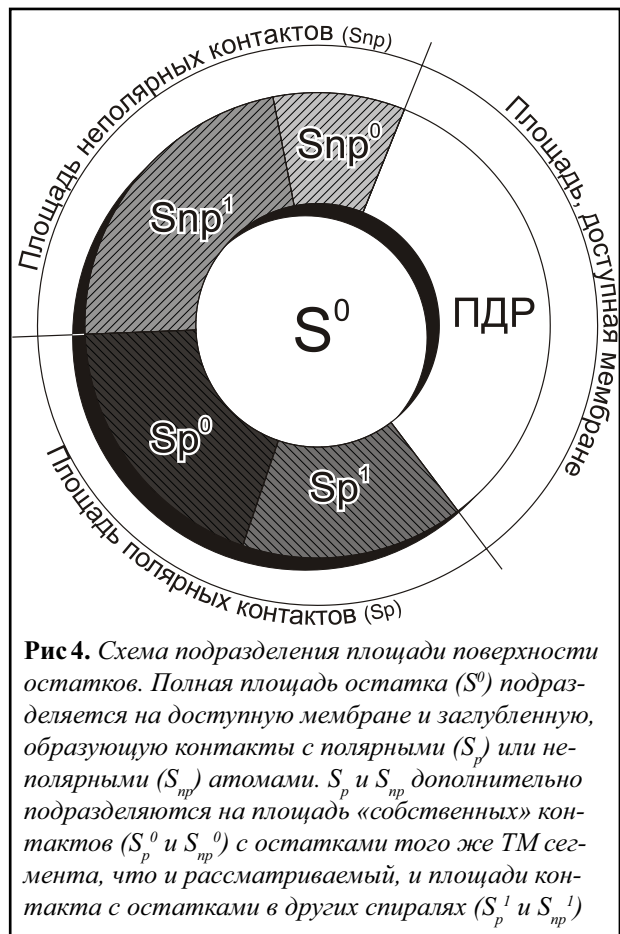 Площадь неполярных контактов (Snp)
Площадь, доступная мембране
Snp⁰
Snp¹
S⁰
ПДР
Sp⁰
Sp¹
Площадь полярных контактов (Sp)
Рис 4. Схема подразделения площади поверхности
остатков. Полная площадь остатка (S⁰) подраз-
деляется на доступную мембране и заглубленную,
образующую контакты с полярными (Sₚ) или не-
полярными (Sₙₚ) атомами. Sₚ и Sₙₚ дополнительно
подразделяются на площадь «собственных» кон-
тактов (Sₚ⁰ и Sₙₚ⁰) с остатками того же ТМ сег-
мента, что и рассматриваемый, и площади кон-
такта с остатками в других спиралях (Sₚ¹ и Sₙₚ¹)